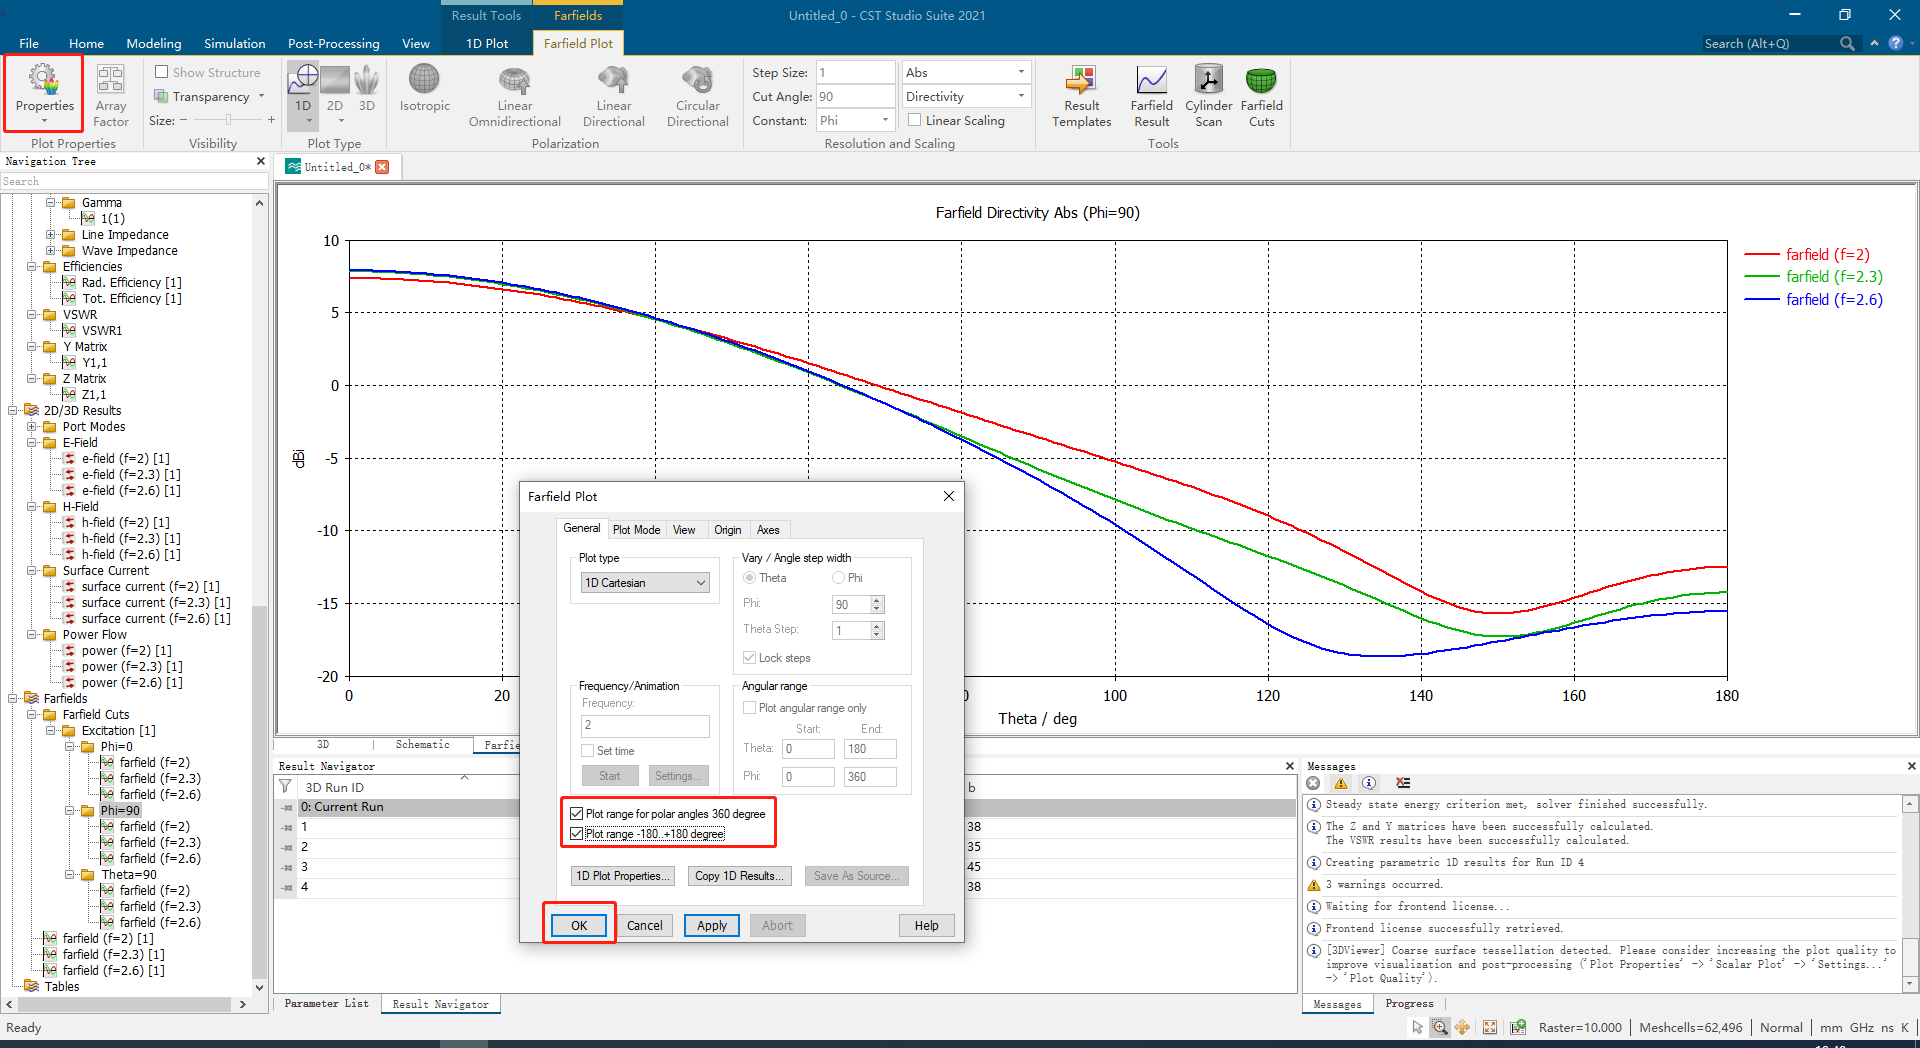 Result Tools
Farfields
Untitled_0 - CST Studio Suite 2021
File
Home
Modeling
Simulation
Post-Processing
View
1D Plot
Farfield Plot
Search (Alt+Q)
Properties
Array
Factor
Show Structure
Transparency
Size:
1D
2D
3D
Isotropic
Linear
Omnidirectional
Linear
Directional
Circular
Directional
Step Size: 1
Cut Angle: 90
Constant: Phi
Abs
Directivity
Linear Scaling
Result
Templates
Farfield
Result
Cylinder
Scan
Farfield
Cuts
Plot Properties
Visibility
Plot Type
Polarization
Resolution and Scaling
Tools
Navigation Tree
Search
Gamma
1(1)
Line Impedance
Wave Impedance
Efficiencies
Rad. Efficiency [1]
Tot. Efficiency [1]
VSWR
VSWR1
Y Matrix
Y1,1
Z Matrix
Z1,1
2D/3D Results
Port Modes
E-Field
e-field (f=2) [1]
e-field (f=2.3) [1]
e-field (f=2.6) [1]
H-Field
h-field (f=2) [1]
h-field (f=2.3) [1]
h-field (f=2.6) [1]
Surface Current
surface current (f=2) [1]
surface current (f=2.3) [1]
surface current (f=2.6) [1]
Power Flow
power (f=2) [1]
power (f=2.3) [1]
power (f=2.6) [1]
Farfields
Farfield Cuts
Excitation [1]
Phi=0
farfield (f=2)
farfield (f=2.3)
farfield (f=2.6)
Phi=90
farfield (f=2)
farfield (f=2.3)
farfield (f=2.6)
Theta=90
farfield (f=2)
farfield (f=2.3)
farfield (f=2.6)
farfield (f=2) [1]
farfield (f=2.3) [1]
farfield (f=2.6) [1]
Tables
Untitled_0*
Farfield Directivity Abs (Phi=90)
farfield (f=2)
farfield (f=2.3)
farfield (f=2.6)
10
5
0
-5
-10
-15
-20
dBi
0
20
100
120
140
160
180
Theta / deg
3D
Schematic
Farfie
Farfield Plot
General
Plot Mode
View
Origin
Axes
Plot type
1D Cartesian
Vary / Angle step width
Theta
Phi
Phi: 90
Theta Step: 1
Lock steps
Frequency/Animation
Frequency:
2
Set time
Start
Settings...
Angular range
Plot angular range only
Start: End:
Theta: 0 180
Phi: 0 360
Plot range for polar angles 360 degree
Plot range -180..+180 degree
1D Plot Properties...
Copy 1D Results...
Save As Source...
OK
Cancel
Apply
Abort
Help
Result Navigator
3D Run ID
b
0: Current Run
1 38
2 35
3 45
4 38
Parameter List
Result Navigator
Messages
Steady state energy criterion met, solver finished successfully.
The Z and Y matrices have been successfully calculated.
The VSWR results have been successfully calculated.
Creating parametric 1D results for Run ID 4
3 warnings occurred.
Waiting for frontend license...
Frontend license successfully retrieved.
[3DViewer] Coarse surface tessellation detected. Please consider increasing the plot quality to
improve visualization and post-processing ('Plot Properties' -> 'Scalar Plot' -> 'Settings...'
-> 'Plot Quality').
Messages
Progress
Ready
Raster=10.000
Meshcells=62,496
Normal
mm GHz ns K